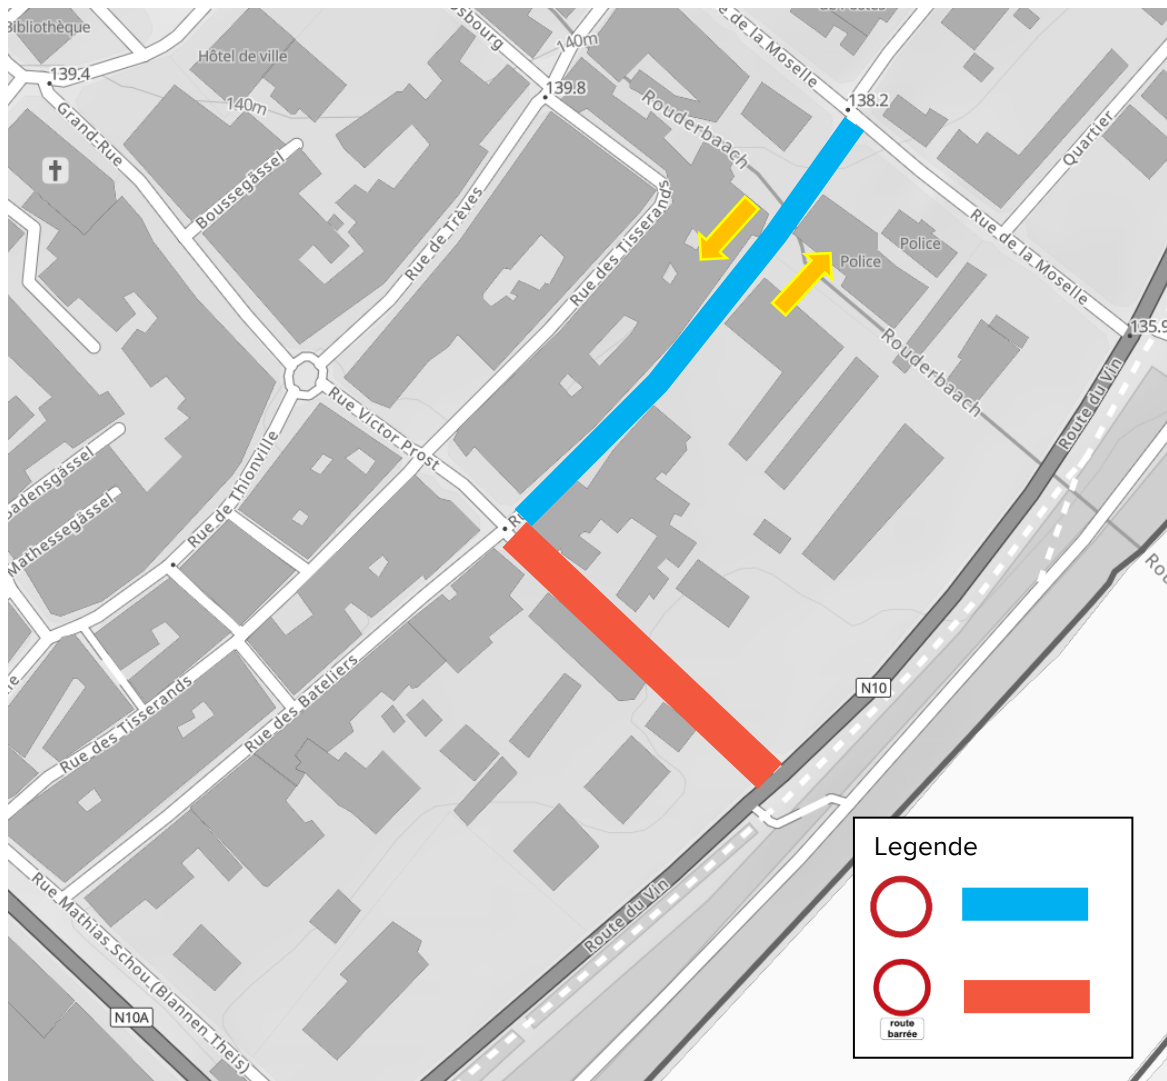 Bibliothèque
Hôtel de ville
sbourg
140m
de la Moselle
139.4
139.8
138.2
140m
Grand-Rue
Rouderbaach
Quartier
Boussegässel
Rue de Trèves
Rue des Tisserands
Rue de la Moselle
Police
Police
135.9
Rouderbaach
Route du Vin
Rue Victor Prost
Rue de Thionville
Badensgässel
Mathessegässel
Rue des Bateliers
Rue des Tisserands
N10
Legende
route
barrée
Route du Vin
Rue Mathias Schou (Blannen Theis)
N10A